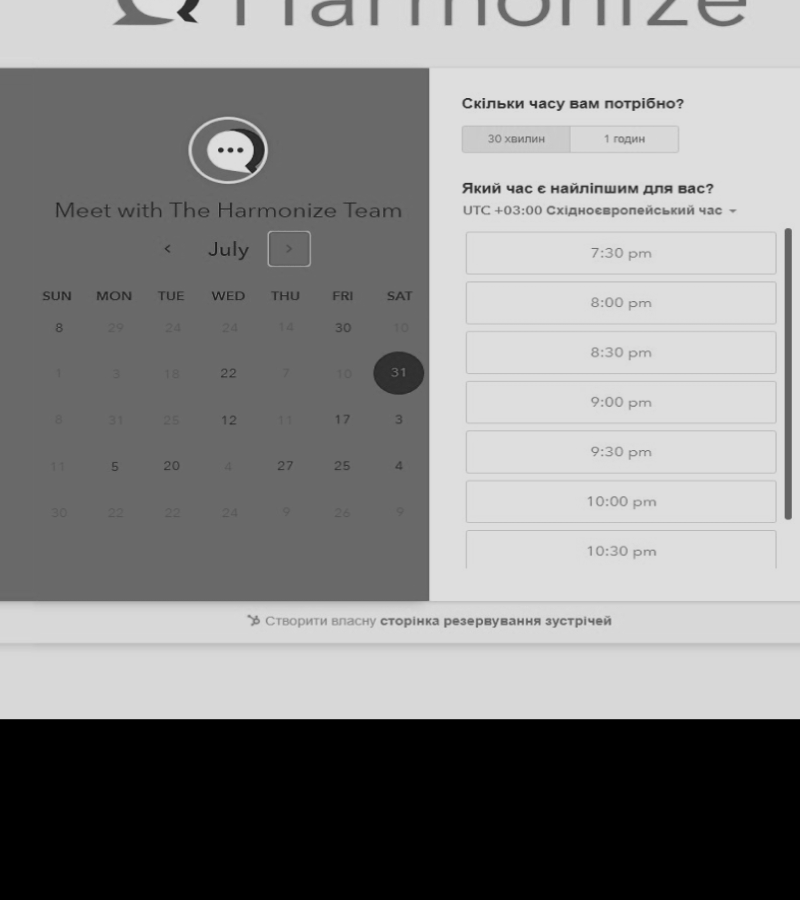 Harmonize
Meet with The Harmonize Team
< July >
SUN MON TUE WED THU FRI SAT
8 29 24 24 14 30 10
1 3 18 22 7 10 31
8 31 25 12 11 17 3
11 5 20 4 27 25 4
30 22 22 24 9 26 9
Скільки часу вам потрібно?
30 хвилин 1 годин
Який час є найліпшим для вас?
UTC +03:00 Східноєвропейський час
7:30 pm
8:00 pm
8:30 pm
9:00 pm
9:30 pm
10:00 pm
10:30 pm
Створити власну сторінка резервування зустрічей